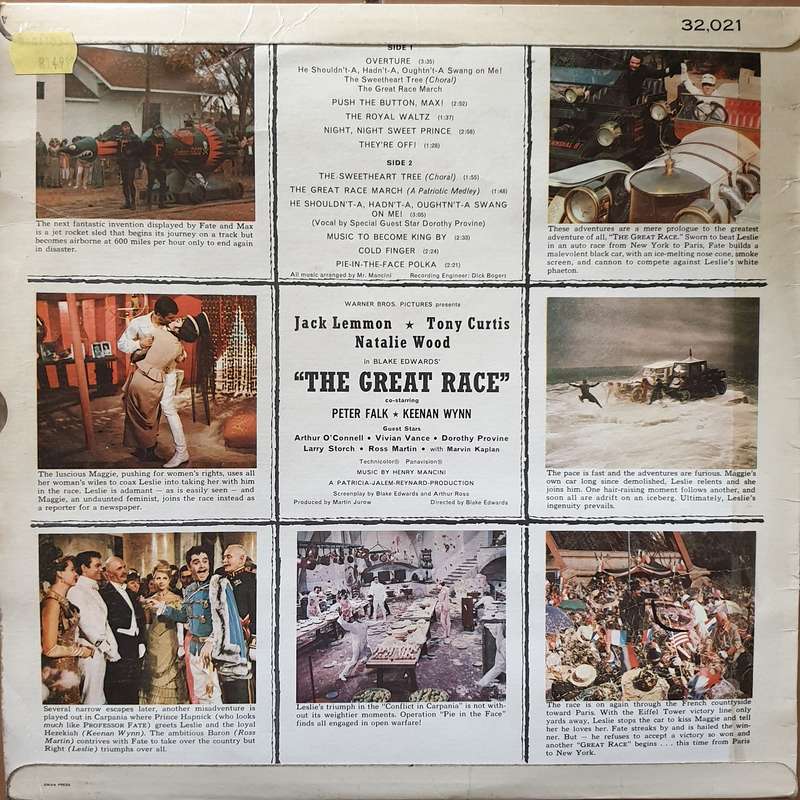 32,021
R 49
SIDE 1
OVERTURE (3:35)
He Shouldn't-A, Hadn't-A, Oughtn't-A Swang on Me!
The Sweetheart Tree (Choral)
The Great Race March
PUSH THE BUTTON, MAX! (2:02)
THE ROYAL WALTZ (1:37)
NIGHT, NIGHT SWEET PRINCE (2:56)
THEY'RE OFF! (1:28)
SIDE 2
THE SWEETHEART TREE (Choral) (1:55)
THE GREAT RACE MARCH (A Patriotic Medley) (1:48)
HE SHOULDN'T-A, HADN'T-A, OUGHTN'T-A SWANG
ON ME! (3:05)
(Vocal by Special Guest Star Dorothy Provine)
MUSIC TO BECOME KING BY (2:33)
COLD FINGER (2:24)
PIE-IN-THE-FACE POLKA (2:21)
All music arranged by Mr. Mancini Recording Engineer: Dick Bogert
The next fantastic invention displayed by Fate and Max
is a jet rocket sled that begins its journey on a track but
becomes airborne at 600 miles per hour only to end again
in disaster.
These adventures are a mere prologue to the greatest
adventure of all, "THE GREAT RACE." Sworn to beat Leslie
in an auto race from New York to Paris, Fate builds a
malevolent black car, with an ice-melting nose cone, smoke
screen, and cannon to compete against Leslie's white
phaeton.
WARNER BROS. PICTURES presents
Jack Lemmon ★ Tony Curtis
Natalie Wood
in BLAKE EDWARDS'
"THE GREAT RACE"
co-starring
PETER FALK ★ KEENAN WYNN
Guest Stars
Arthur O'Connell • Vivian Vance • Dorothy Provine
Larry Storch • Ross Martin • with Marvin Kaplan
Technicolor® Panavision®
MUSIC BY HENRY MANCINI
A PATRICIA-JALEM-REYNARD-PRODUCTION
Screenplay by Blake Edwards and Arthur Ross
Produced by Martin Jurow Directed by Blake Edwards
The luscious Maggie, pushing for women's rights, uses all
her woman's wiles to coax Leslie into taking her with him
in the race. Leslie is adamant — as is easily seen — and
Maggie, an undaunted feminist, joins the race instead as
a reporter for a newspaper.
The pace is fast and the adventures are furious. Maggie's
own car long since demolished, Leslie relents and she
joins him. One hair-raising moment follows another, and
soon all are adrift on an iceberg. Ultimately, Leslie's
ingenuity prevails.
Several narrow escapes later, another misadventure is
played out in Carpania where Prince Hapnick (who looks
much like PROFESSOR FATE) greets Leslie and the loyal
Hezekiah (Keenan Wynn). The ambitious Baron (Ross
Martin) contrives with Fate to take over the country but
Right (Leslie) triumphs over all.
Leslie's triumph in the "Conflict in Carpania" is not with-
out its weightier moments. Operation "Pie in the Face"
finds all engaged in open warfare!
The race is on again through the French countryside
toward Paris. With the Eiffel Tower victory line only
yards away, Leslie stops the car to kiss Maggie and tell
her he loves her. Fate streaks by and is hailed the win-
ner. But — he refuses to accept a victory so won and
another "GREAT RACE" begins . . . this time from Paris
to New York.